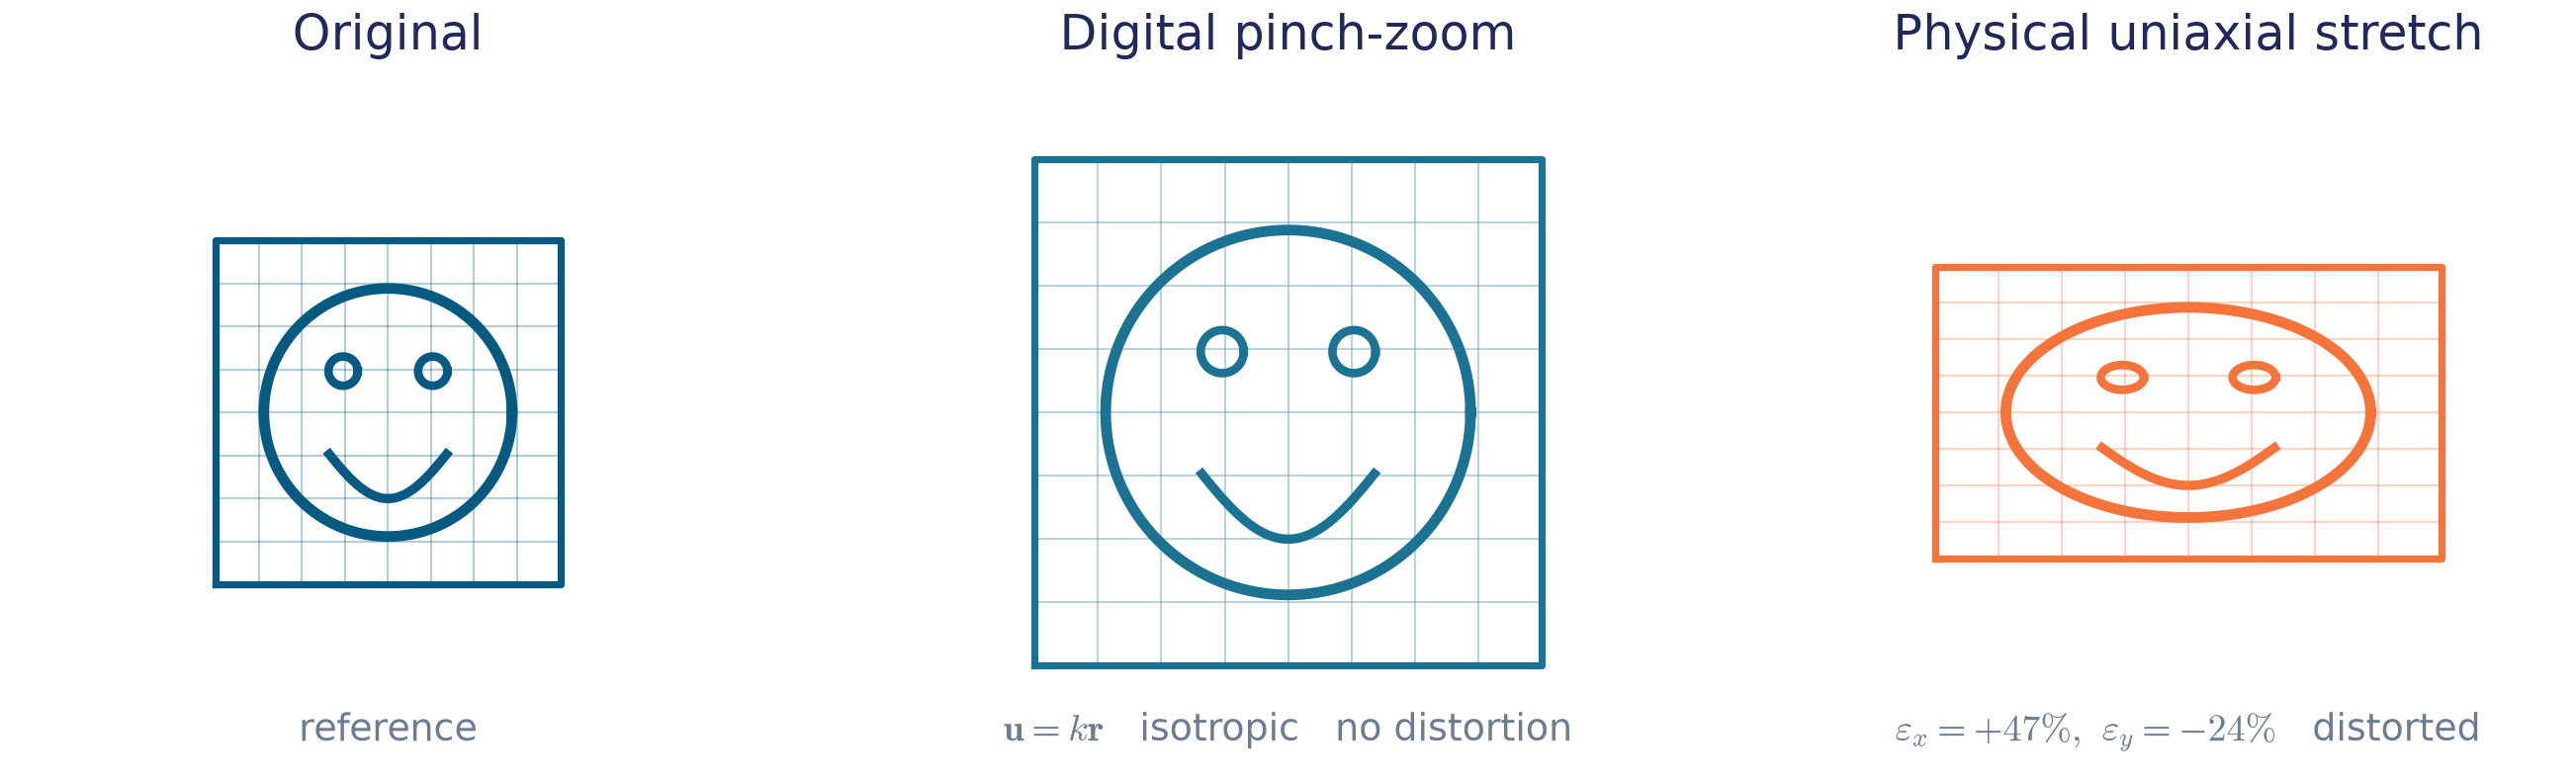 Original
Digital pinch-zoom
Physical uniaxial stretch
reference
u = kr isotropic no distortion
εx = +47%, εy = −24% distorted